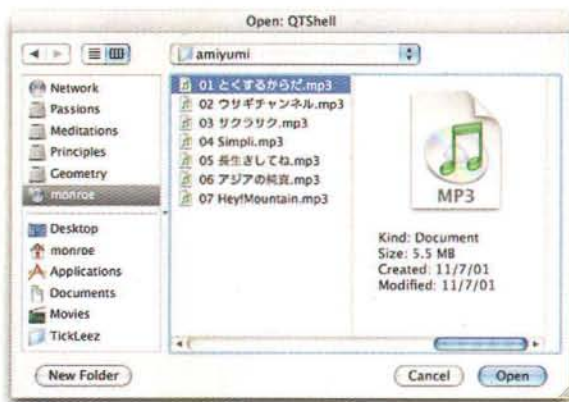 Open: QTShell
amiyumi
Network
Passions
Meditations
Principles
Geometry
monroe
Desktop
monroe
Applications
Documents
Movies
TickLeez
01 とくするからだ.mp3
02 ウリギチャンネル.mp3
03 サクラサク.mp3
04 Simpli.mp3
05 長生きしてね.mp3
06 アジアの純真.mp3
07 Hey!Mountain.mp3
MP3
Kind: Document
Size: 5.5 MB
Created: 11/7/01
Modified: 11/7/01
New Folder
Cancel
Open